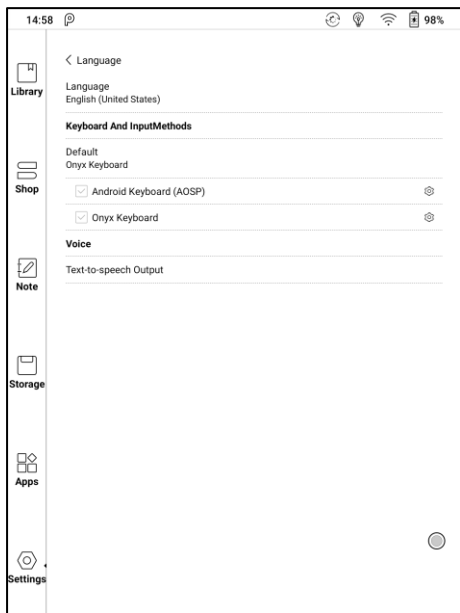 14:58
98%
Language
Library
Language
English (United States)
Keyboard And InputMethods
Default
Onyx Keyboard
Shop
Android Keyboard (AOSP)
Onyx Keyboard
Voice
Text-to-speech Output
Note
Storage
Apps
Settings